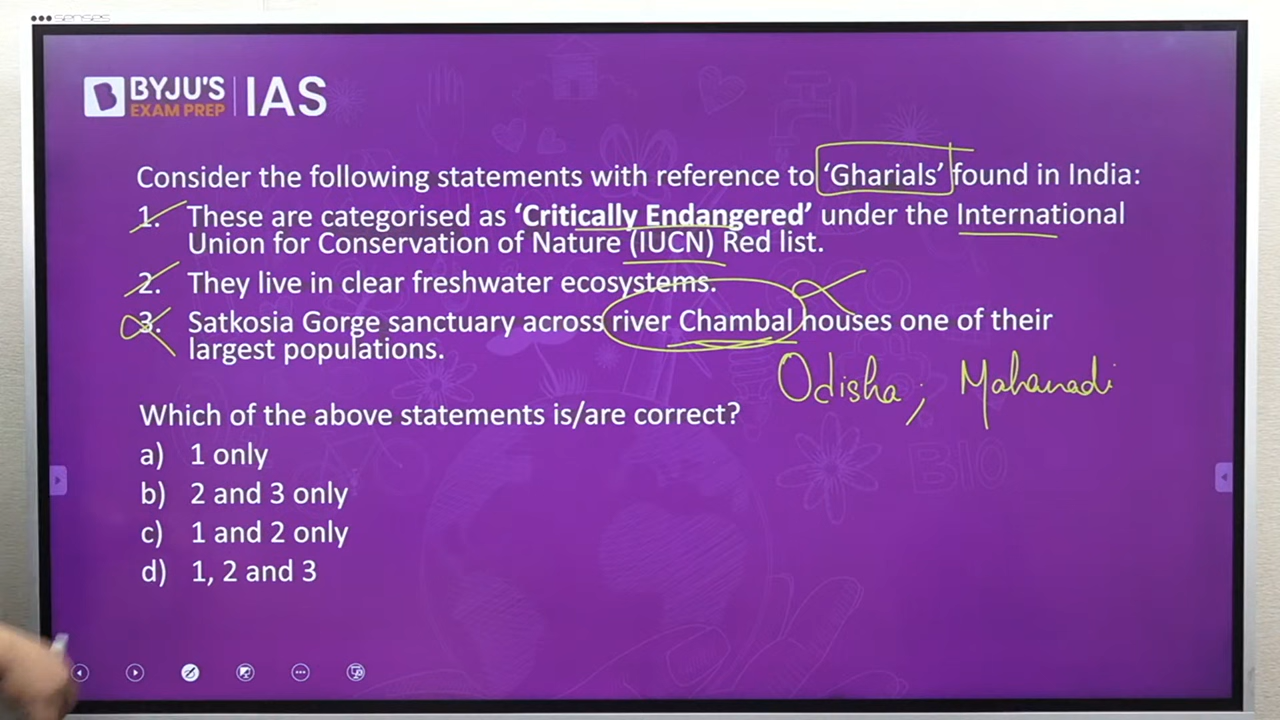 senses
BYJU'S
EXAM PREP
IAS
Consider the following statements with reference to 'Gharials' found in India:
1. These are categorised as 'Critically Endangered' under the International
Union for Conservation of Nature (IUCN) Red list.
2. They live in clear freshwater ecosystems.
3. Satkosia Gorge sanctuary across river Chambal houses one of their
largest populations.
Odisha; Mahanadi
Which of the above statements is/are correct?
a) 1 only
b) 2 and 3 only
c) 1 and 2 only
d) 1, 2 and 3
BIO